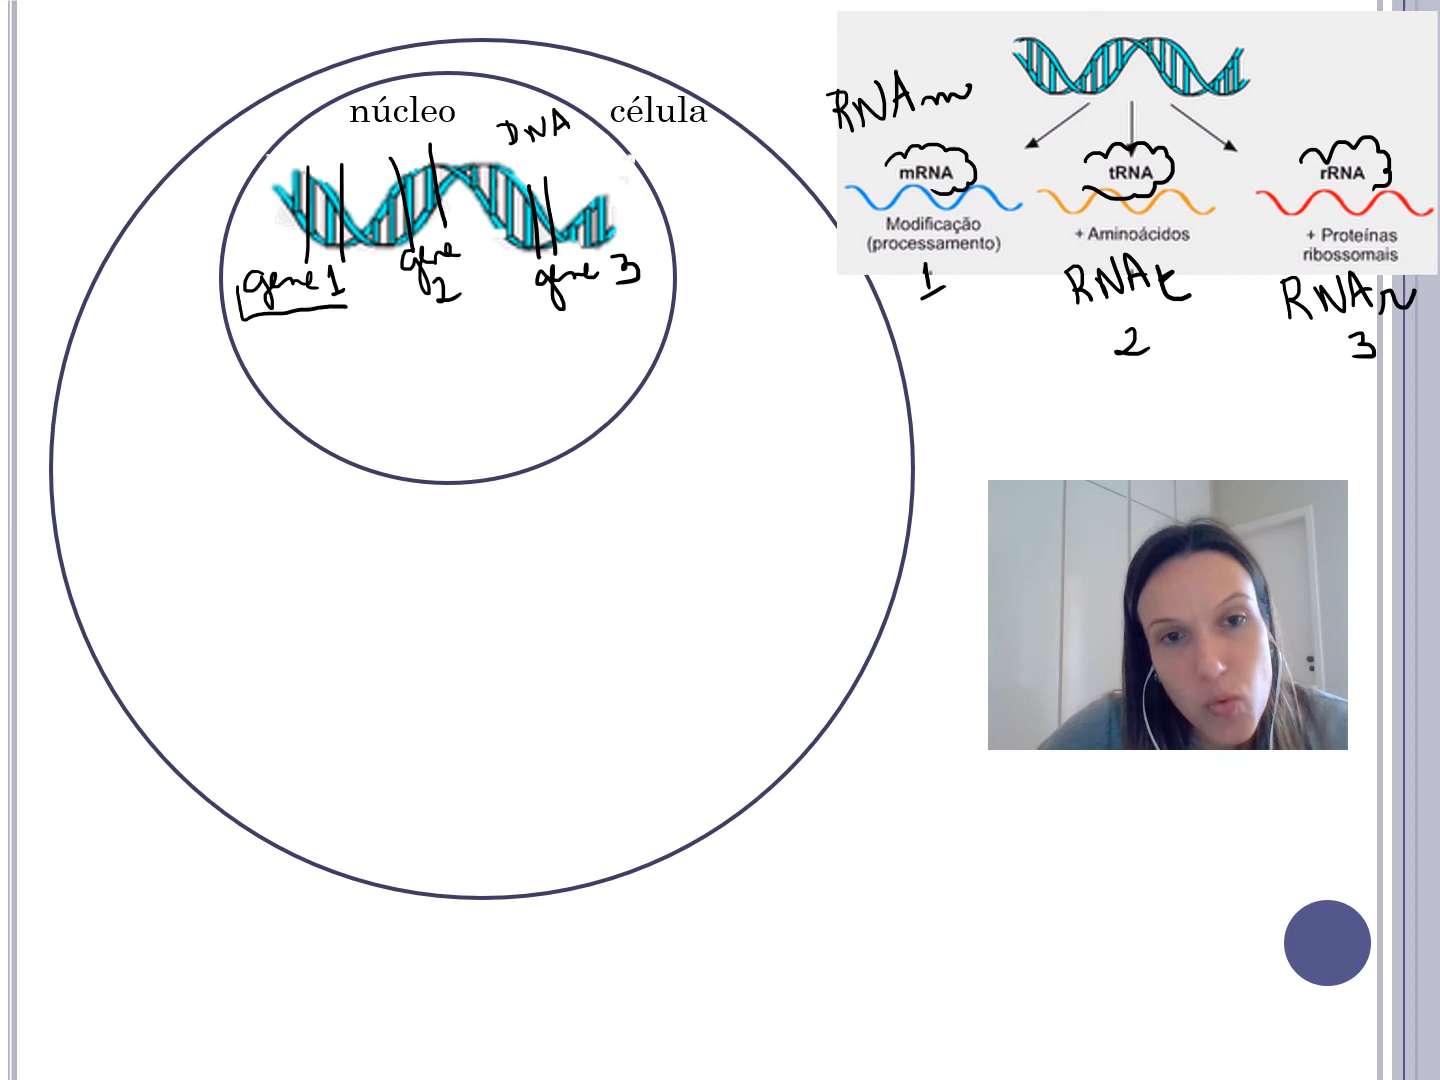 núcleo
célula
DNA
gene 1
gene
2
gene 3
RNAm
mRNA
Modificação
(processamento)
1
tRNA
+ Aminoácidos
RNAt
2
rRNA
+ Proteínas
ribossomais
RNAr
3